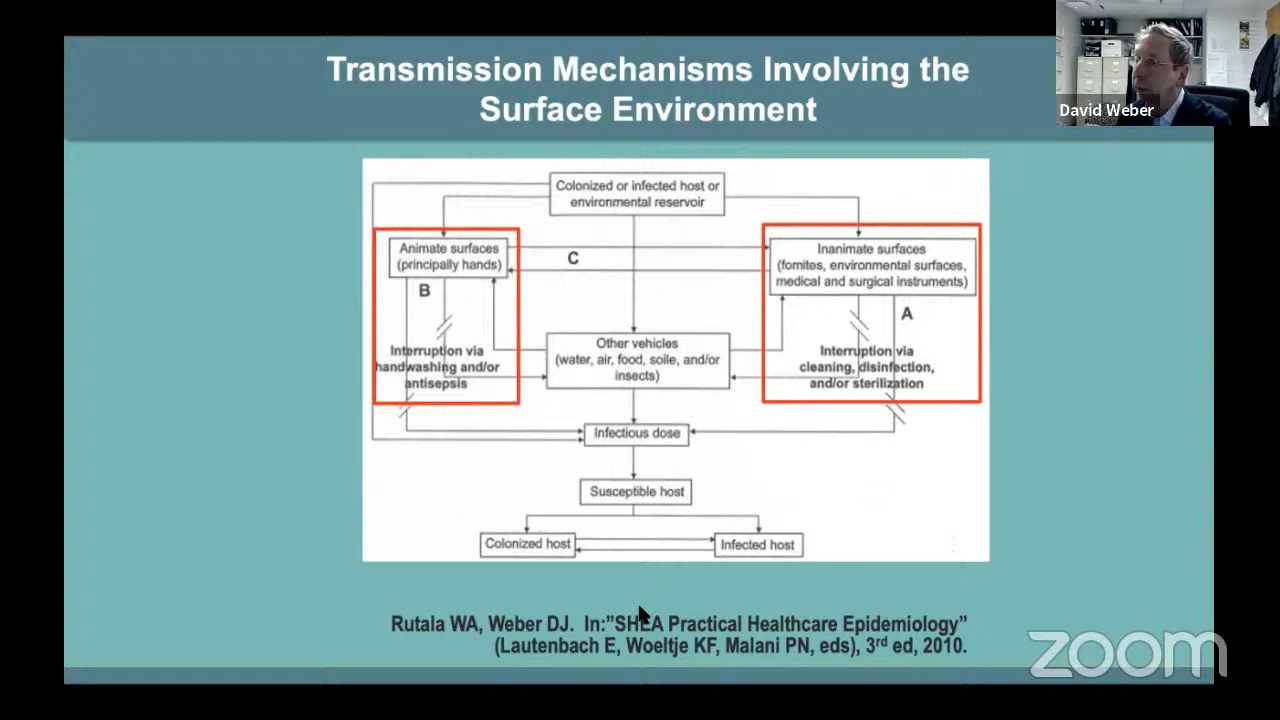 Transmission Mechanisms Involving the
Surface Environment
David Weber
Colonized or infected host or
environmental reservoir
Animate surfaces
(principally hands)
C
Inanimate surfaces
(fomites, environmental surfaces,
medical and surgical instruments)
B
A
Interruption via
handwashing and/or
antisepsis
Other vehicles
(water, air, food, soile, and/or
insects)
Interruption via
cleaning, disinfection,
and/or sterilization
Infectious dose
Susceptible host
Colonized host
Infected host
Rutala WA, Weber DJ. In:"SHEA Practical Healthcare Epidemiology"
(Lautenbach E, Woeltje KF, Malani PN, eds), 3rd ed, 2010.
zoom